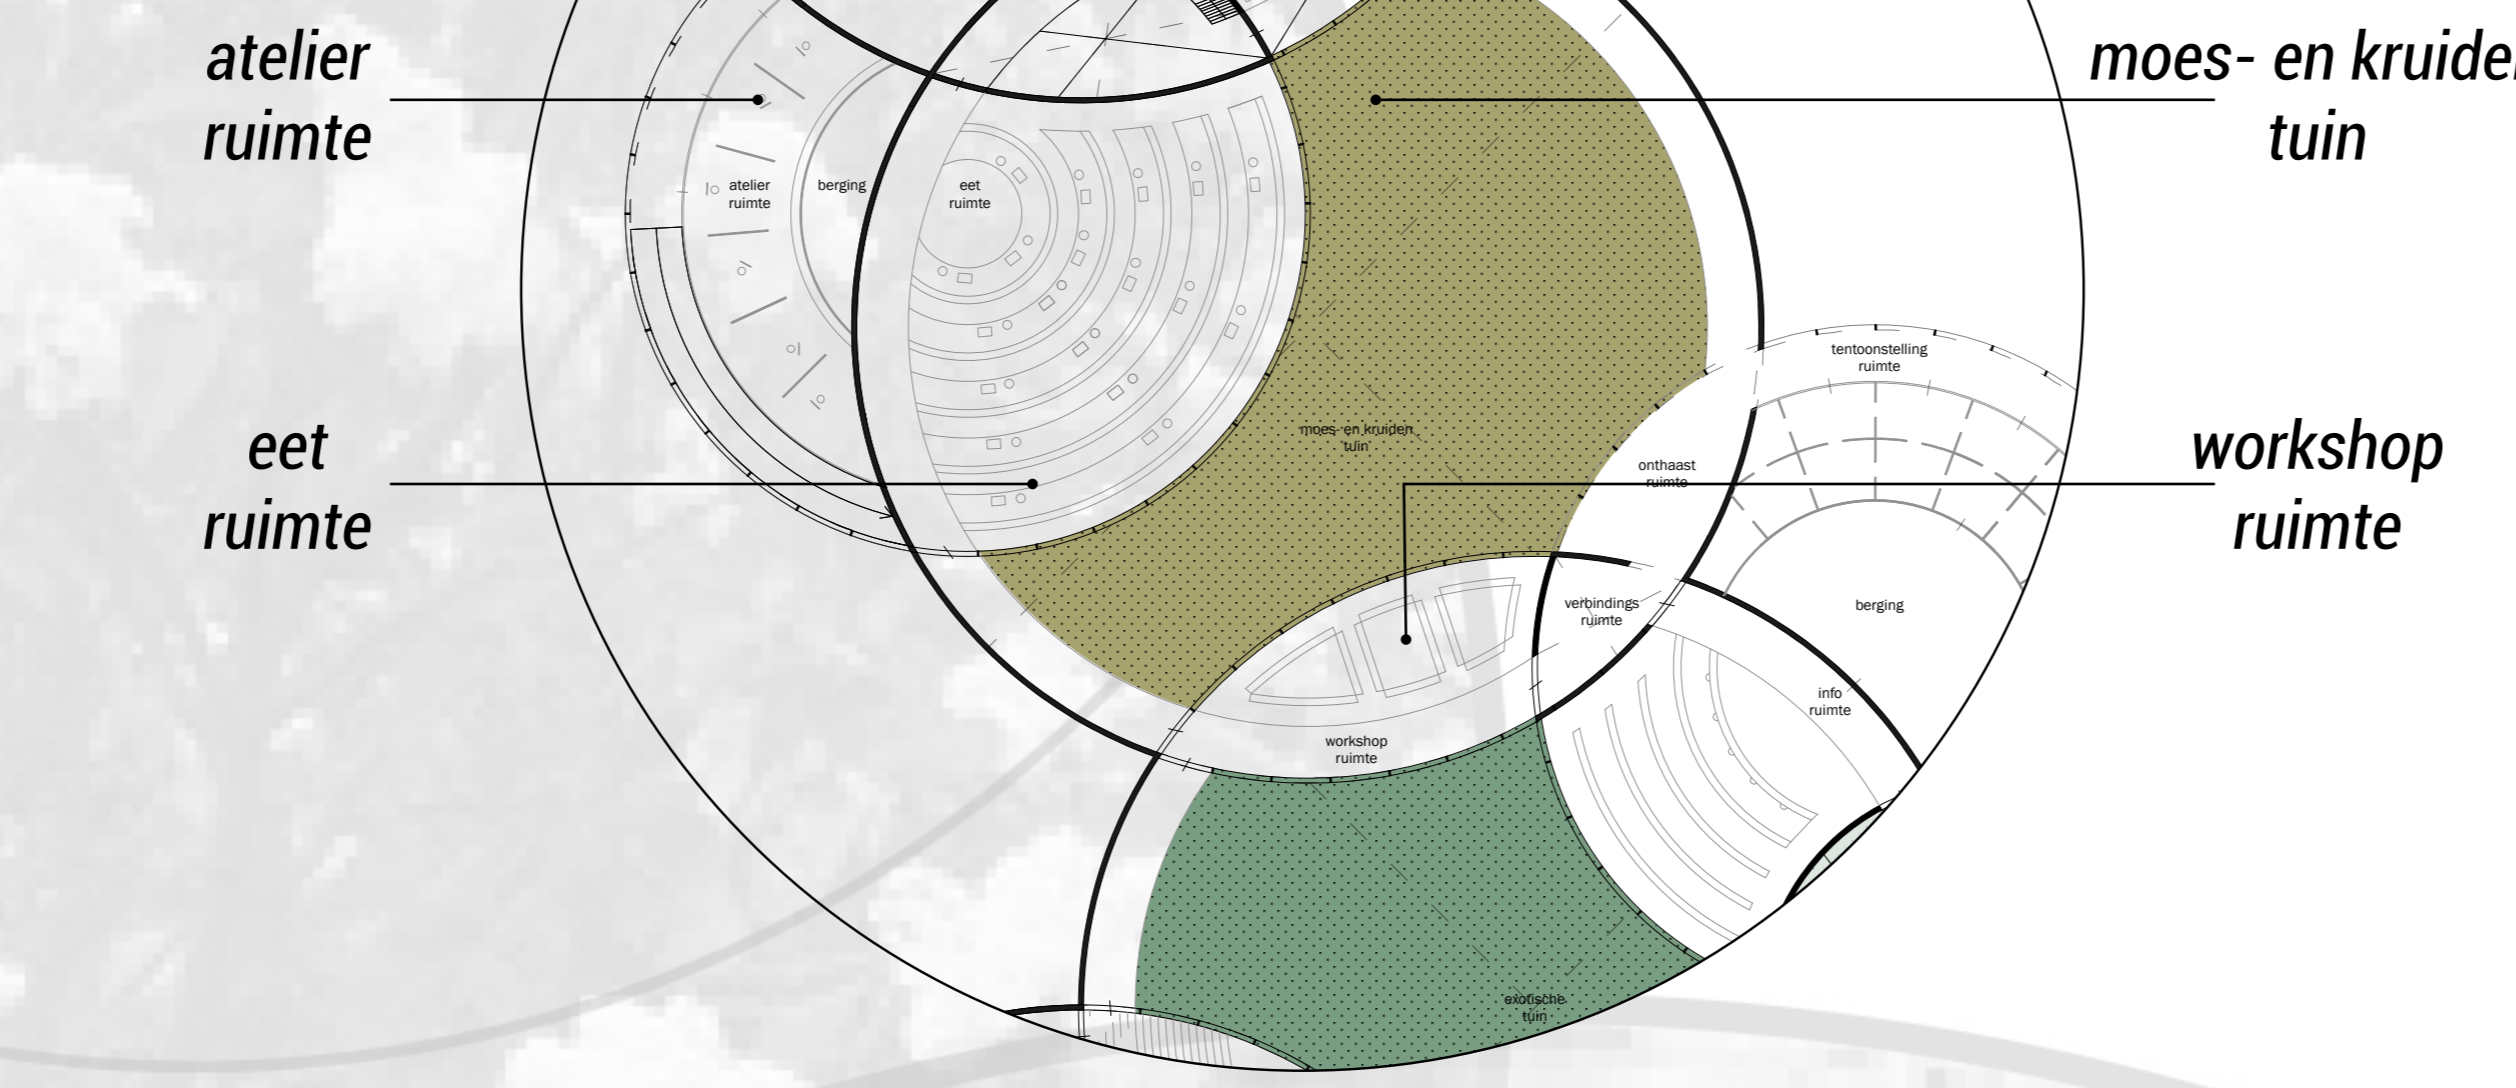 atelier
ruimte
moes- en kruiden
tuin
atelier
ruimte
berging
eet
ruimte
tentoonstelling
ruimte
moes- en kruiden
tuin
onthaast
ruimte
eet
ruimte
workshop
ruimte
verbindings
ruimte
berging
info
ruimte
workshop
ruimte
exotische
tuin